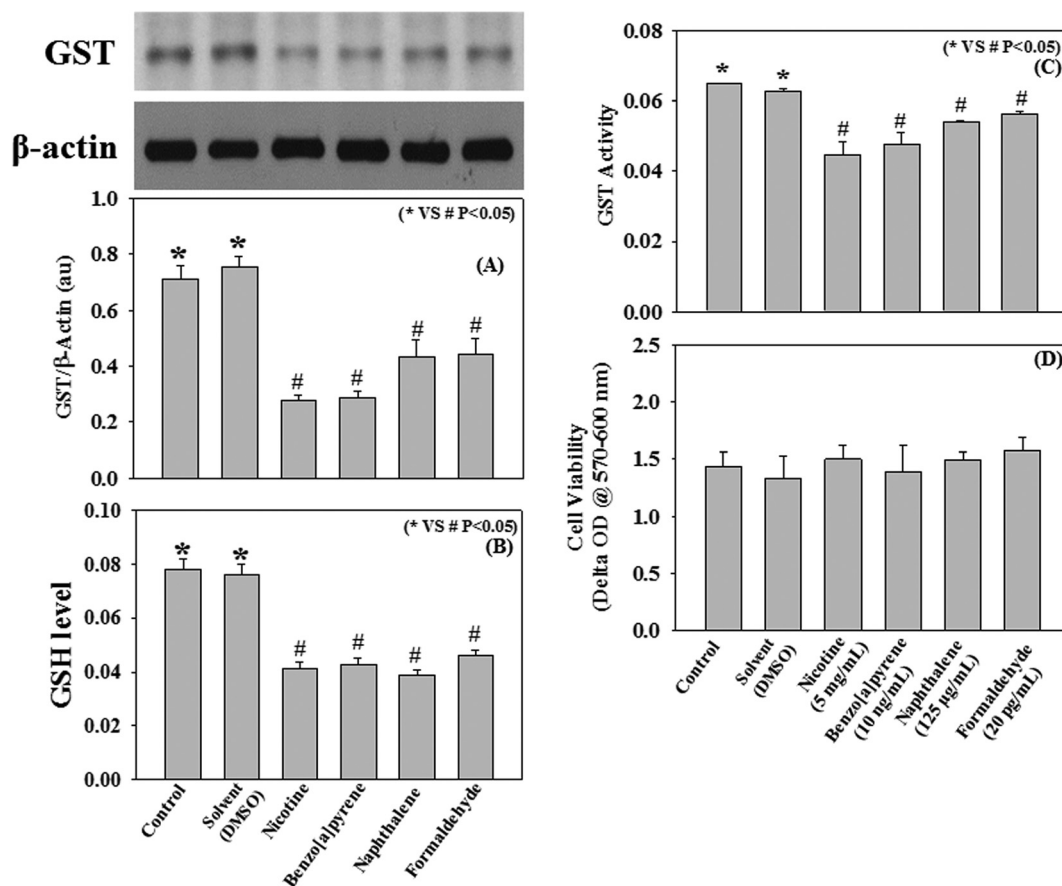 GST
β-actin
GST/β-Actin (au)
1.0
0.8
0.6
0.4
0.2
0.0
(* VS # P<0.05)
(A)
*
*
#
#
#
#
GSH level
0.10
0.08
0.06
0.04
0.02
0.00
(* VS # P<0.05)
(B)
*
*
#
#
#
#
Control
Solvent
(DMSO)
Nicotine
Benzo[a]pyrene
Naphthalene
Formaldehyde
GST Activity
0.08
0.06
0.04
0.02
0.00
(* VS # P<0.05)
(C)
*
*
#
#
#
#
Cell Viability
(Delta OD @ 570-600 nm)
2.5
2.0
1.5
1.0
0.5
0.0
(D)
Control
Solvent
(DMSO)
Nicotine
(5 mg/mL)
Benzo[a]pyrene
(10 ng/mL)
Naphthalene
(125 µg/mL)
Formaldehyde
(20 pg/mL)